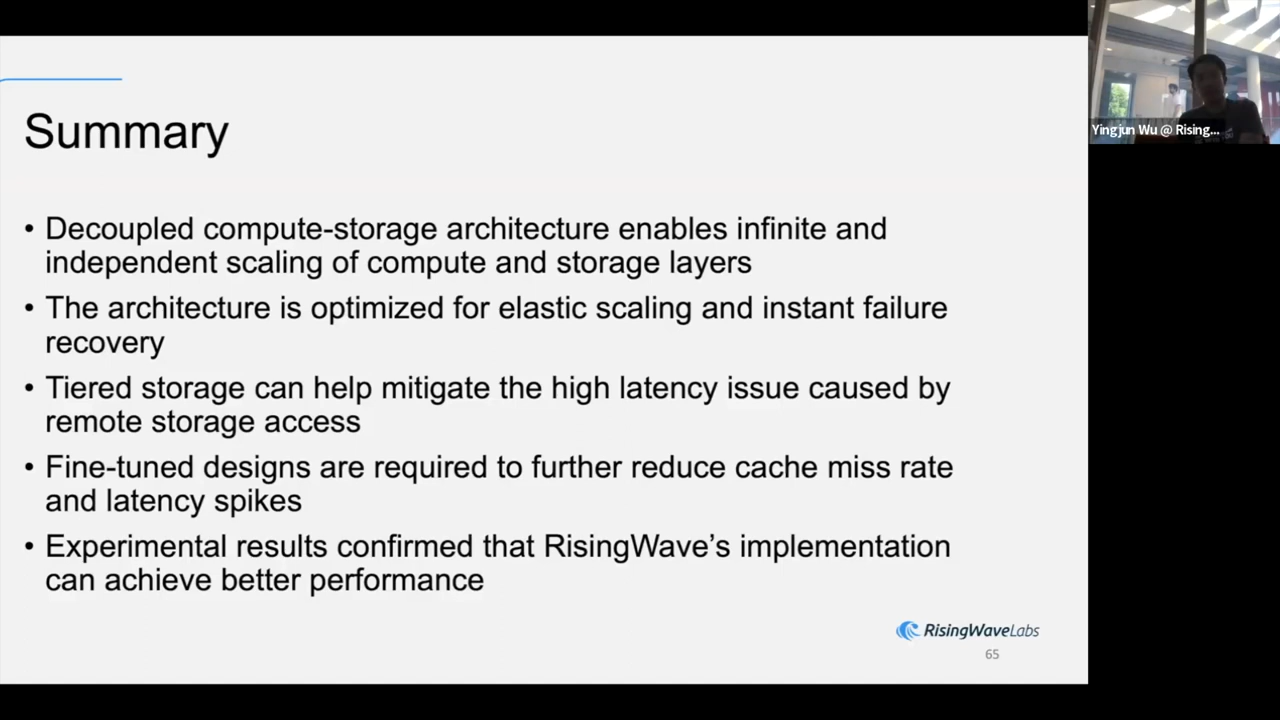 Summary
• Decoupled compute-storage architecture enables infinite and
independent scaling of compute and storage layers
• The architecture is optimized for elastic scaling and instant failure
recovery
• Tiered storage can help mitigate the high latency issue caused by
remote storage access
• Fine-tuned designs are required to further reduce cache miss rate
and latency spikes
• Experimental results confirmed that RisingWave’s implementation
can achieve better performance
RisingWaveLabs
65
Yingjun Wu @ Rising...